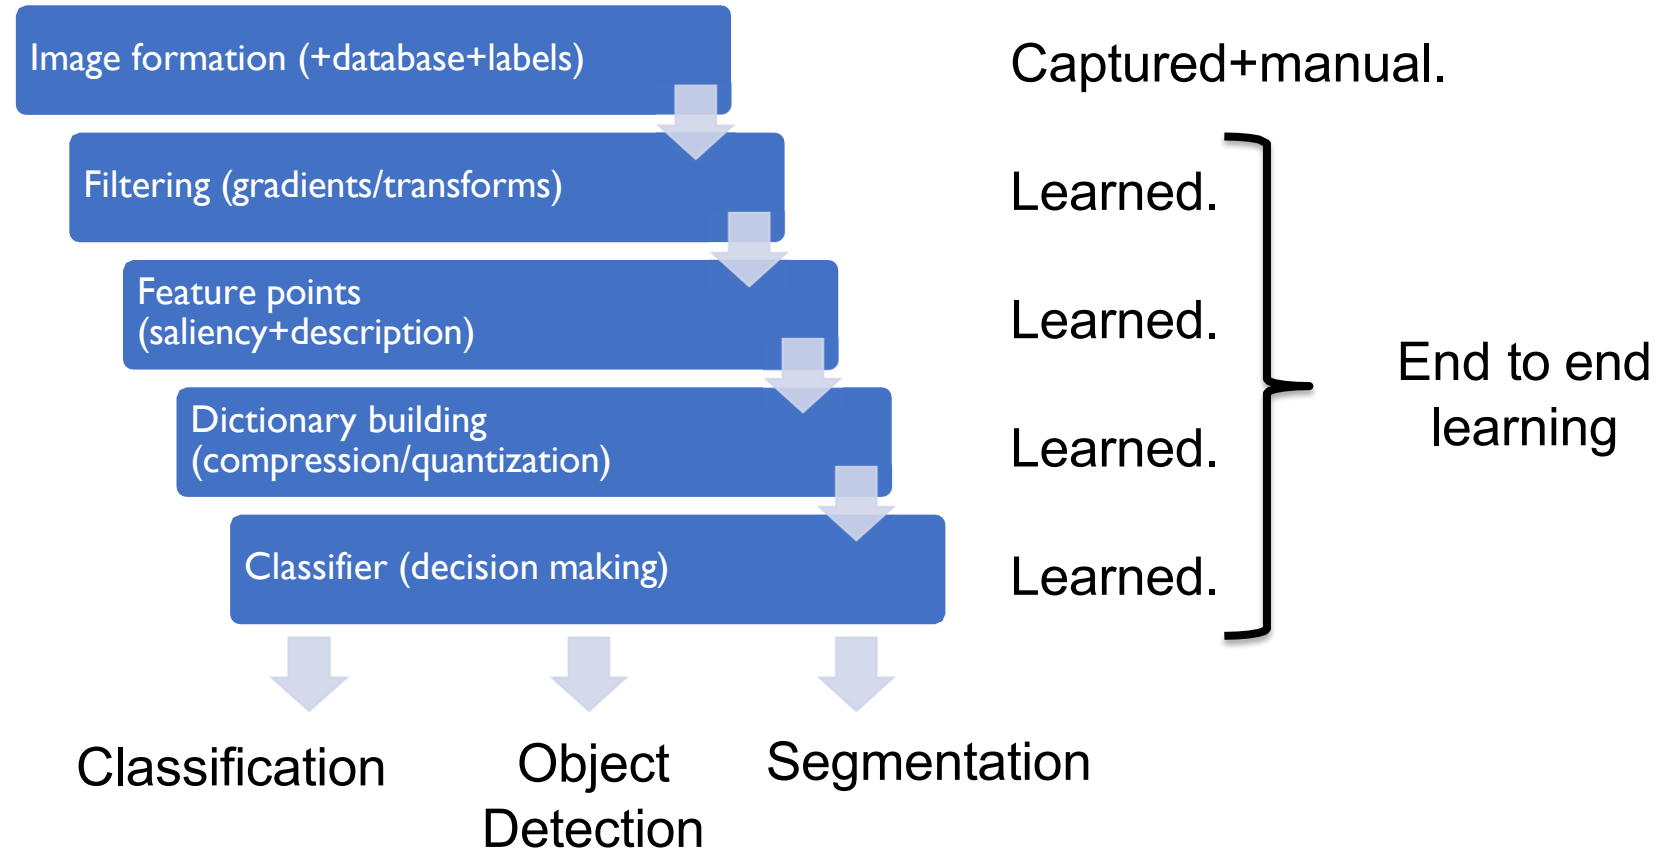 Image formation (+database+labels)
Captured+manual.
Filtering (gradients/transforms)
Learned.
Feature points
(saliency+description)
Learned.
Dictionary building
(compression/quantization)
Learned.
Classifier (decision making)
Learned.
End to end
learning
Classification
Object
Detection
Segmentation